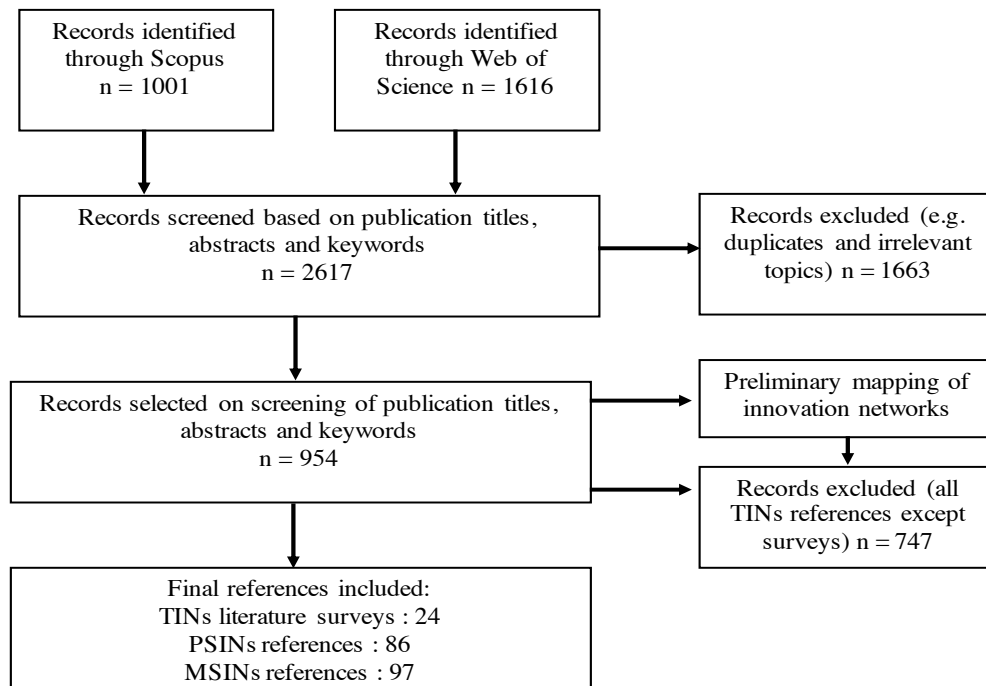 Records identified
through Scopus
n = 1001
Records identified
through Web of
Science n = 1616
Records screened based on publication titles,
abstracts and keywords
n = 2617
Records excluded (e.g.
duplicates and irrelevant
topics) n = 1663
Records selected on screening of publication titles,
abstracts and keywords
n = 954
Preliminary mapping of
innovation networks
Records excluded (all
TINs references except
surveys) n = 747
Final references included:
TINs literature surveys : 24
PSINs references : 86
MSINs references : 97